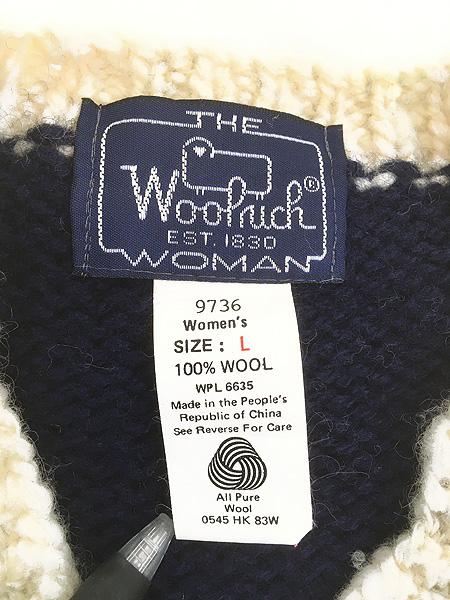 THE
Woolrich®
EST. 1830
WOMAN
9736
Women's
SIZE : L
100% WOOL
WPL 6635
Made in the People's
Republic of China
See Reverse For Care
All Pure
Wool
0545 HK 83W